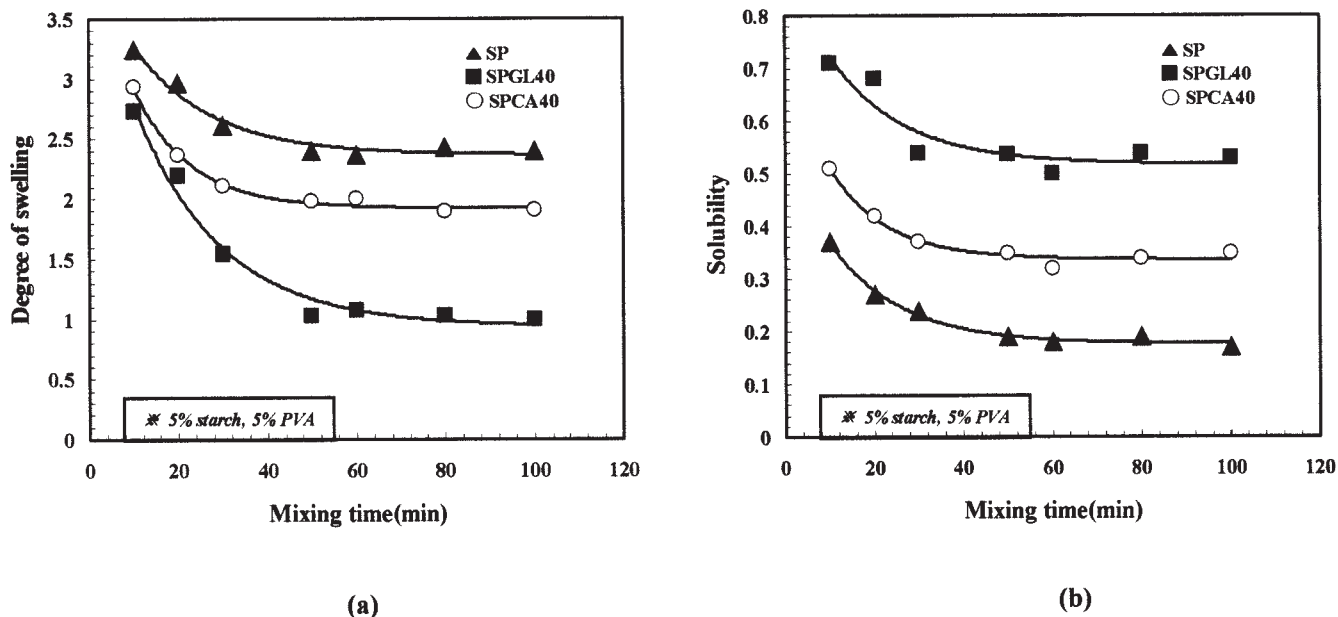 3.5
3
2.5
2
1.5
1
0.5
0
Degree of swelling
SP
SPGL40
SPCA40
※ 5% starch, 5% PVA
0 20 40 60 80 100 120
Mixing time(min)
(a)
0.8
0.7
0.6
0.5
0.4
0.3
0.2
0.1
0
Solubility
SP
SPGL40
SPCA40
※ 5% starch, 5% PVA
0 20 40 60 80 100 120
Mixing time(min)
(b)